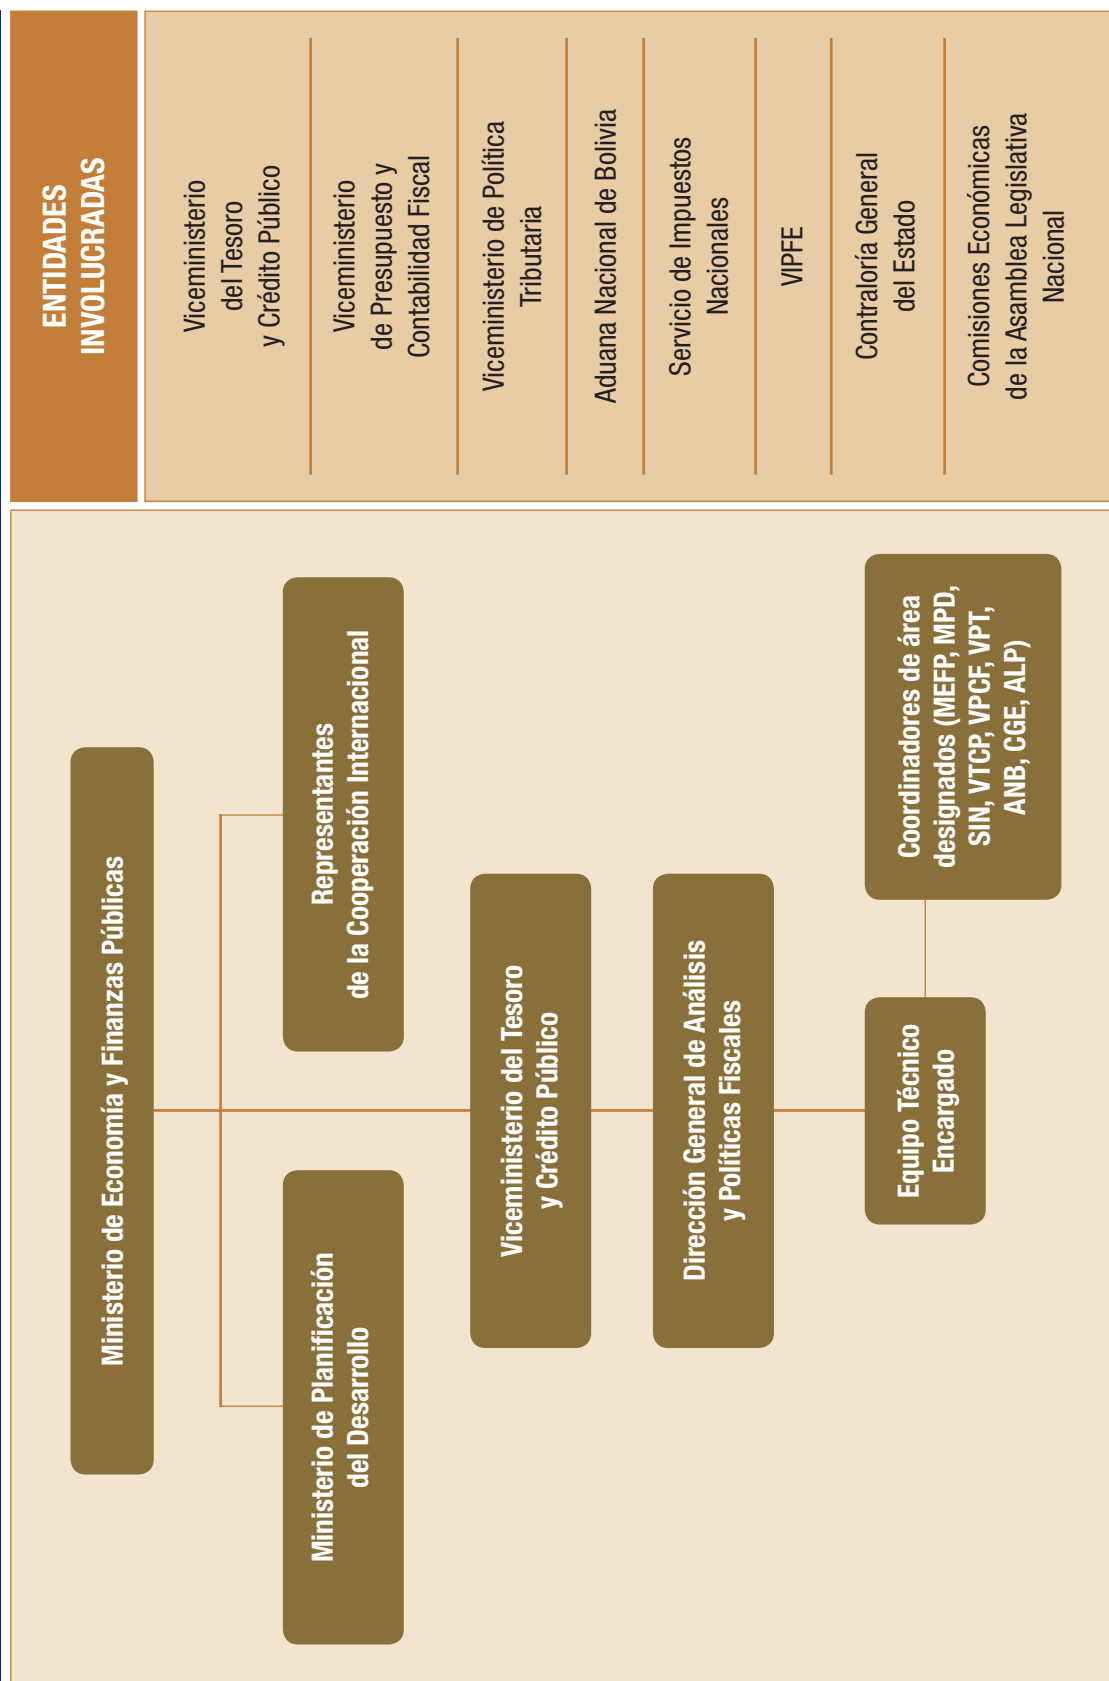 Ministerio de Economía y Finanzas Públicas
Ministerio de Planificación
del Desarrollo
Representantes
de la Cooperación Internacional
Viceministerio del Tesoro
y Crédito Público
Dirección General de Análisis
y Políticas Fiscales
Equipo Técnico
Encargado
Coordinadores de área
designados (MEFP, MPD,
SIN, VTCP, VPCF, VPT,
ANB, CGE, ALP)
ENTIDADES
INVOLUCRADAS
Viceministerio
del Tesoro
y Crédito Público
Viceministerio
de Presupuesto y
Contabilidad Fiscal
Viceministerio de Política
Tributaria
Aduana Nacional de Bolivia
Servicio de Impuestos
Nacionales
VIPFE
Contraloría General
del Estado
Comisiones Económicas
de la Asamblea Legislativa
Nacional